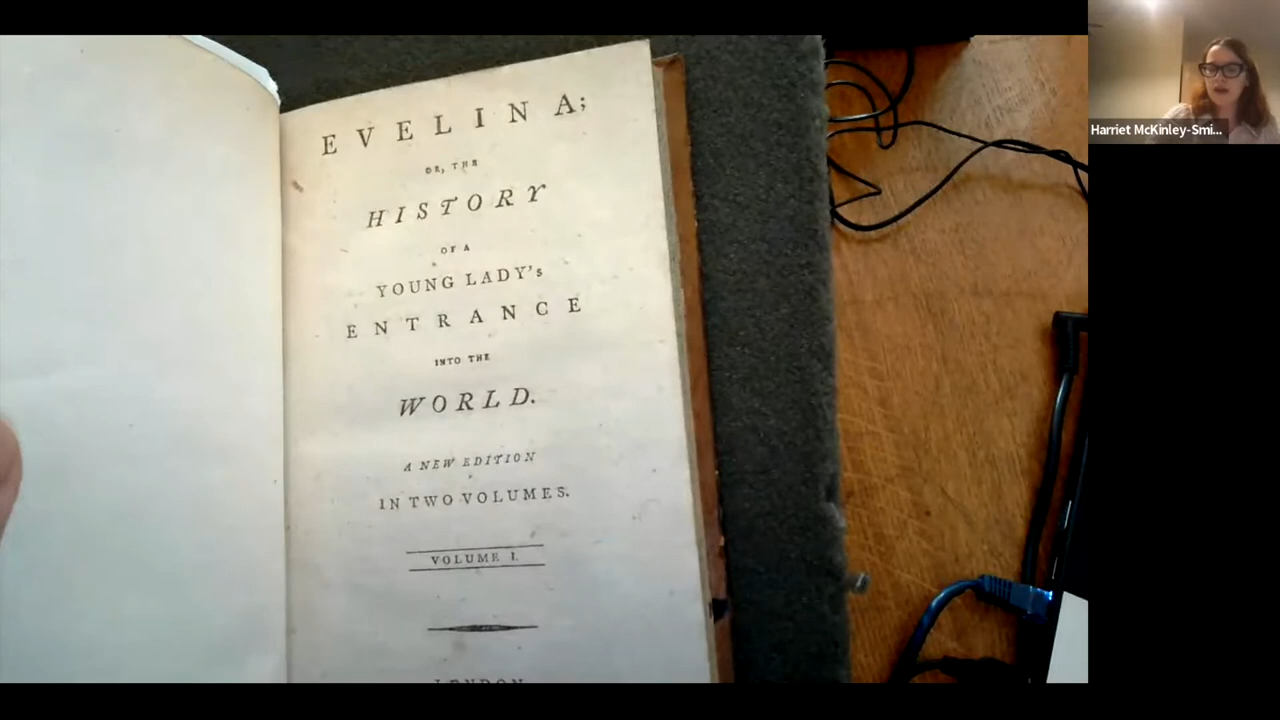 EVELINA;
OR, THE
HISTORY
OF A
YOUNG LADY's
ENTRANCE
INTO THE
WORLD.
A NEW EDITION
IN TWO VOLUMES.
VOLUME I.
LONDON
Harriet McKinley-Smi...